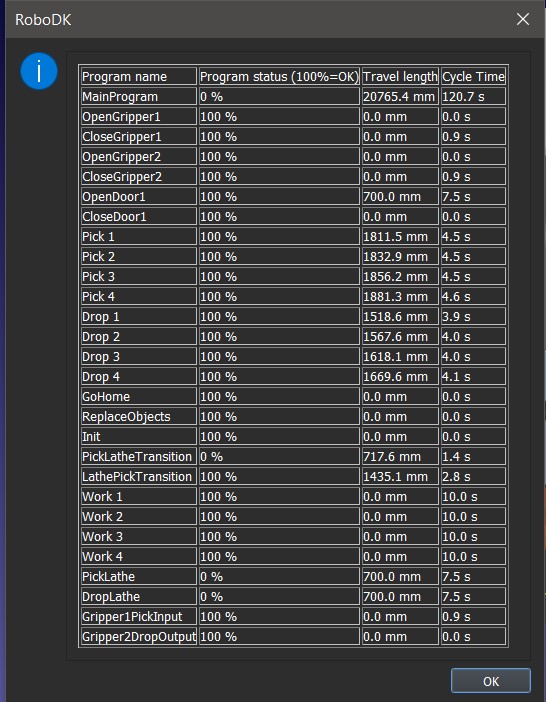 RoboDK
Program name Program status (100%=OK) Travel length Cycle Time
MainProgram 0 % 20765.4 mm 120.7 s
OpenGripper1 100 % 0.0 mm 0.0 s
CloseGripper1 100 % 0.0 mm 0.9 s
OpenGripper2 100 % 0.0 mm 0.0 s
CloseGripper2 100 % 0.0 mm 0.9 s
OpenDoor1 100 % 700.0 mm 7.5 s
CloseDoor1 100 % 0.0 mm 0.0 s
Pick 1 100 % 1811.5 mm 4.5 s
Pick 2 100 % 1832.9 mm 4.5 s
Pick 3 100 % 1856.2 mm 4.5 s
Pick 4 100 % 1881.3 mm 4.6 s
Drop 1 100 % 1518.6 mm 3.9 s
Drop 2 100 % 1567.6 mm 4.0 s
Drop 3 100 % 1618.1 mm 4.0 s
Drop 4 100 % 1669.6 mm 4.1 s
GoHome 100 % 0.0 mm 0.0 s
ReplaceObjects 100 % 0.0 mm 0.0 s
Init 100 % 0.0 mm 0.0 s
PickLatheTransition 0 % 717.6 mm 1.4 s
LathePickTransition 100 % 1435.1 mm 2.8 s
Work 1 100 % 0.0 mm 10.0 s
Work 2 100 % 0.0 mm 10.0 s
Work 3 100 % 0.0 mm 10.0 s
Work 4 100 % 0.0 mm 10.0 s
PickLathe 0 % 700.0 mm 7.5 s
DropLathe 0 % 700.0 mm 7.5 s
Gripper1PickInput 100 % 0.0 mm 0.9 s
Gripper2DropOutput 100 % 0.0 mm 0.0 s
OK